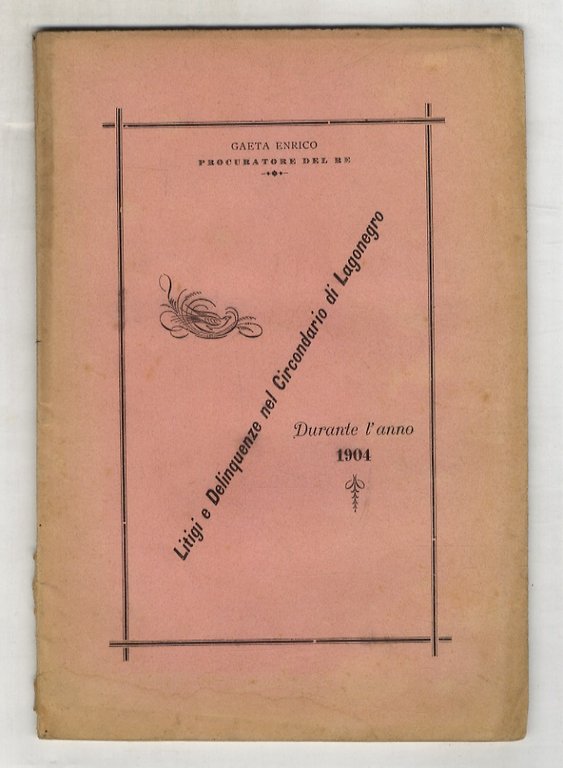 GAETA ENRICO
PROCURATORE DEL RE
Litigi e Delinquenze nel Circondario di Lagonegro
Durante l'anno
1904